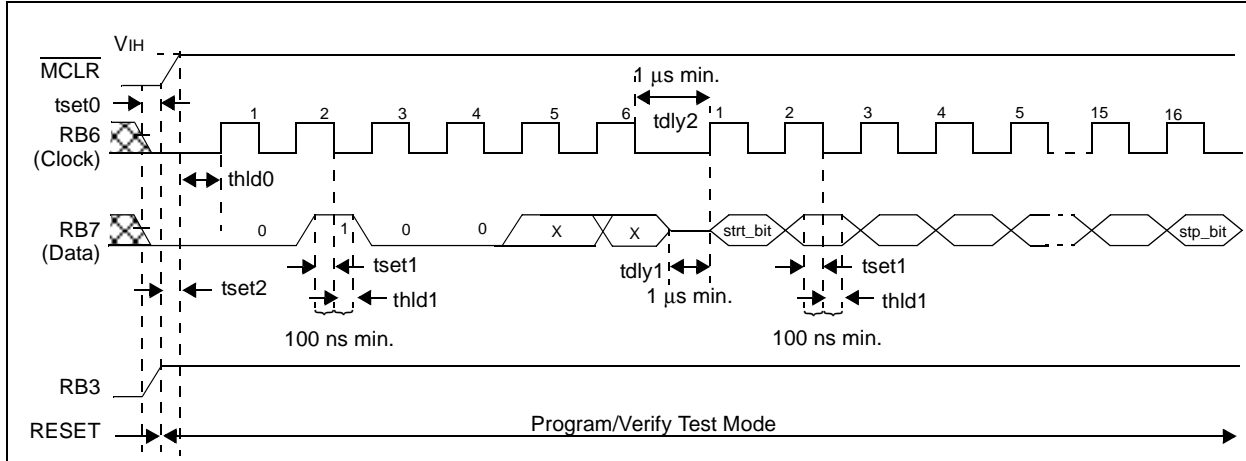 VIH
MCLR
1 µs min.
tset0
1 2 3 4 5 6 tdly2 1 2 3 4 5 15 16
RB6
(Clock)
thld0
RB7
(Data)
0 1 0 0 X X strt_bit stp_bit
tset1 tdly1 tset1
tset2 thld1 1 µs min. thld1
100 ns min. 100 ns min.
RB3
RESET Program/Verify Test Mode